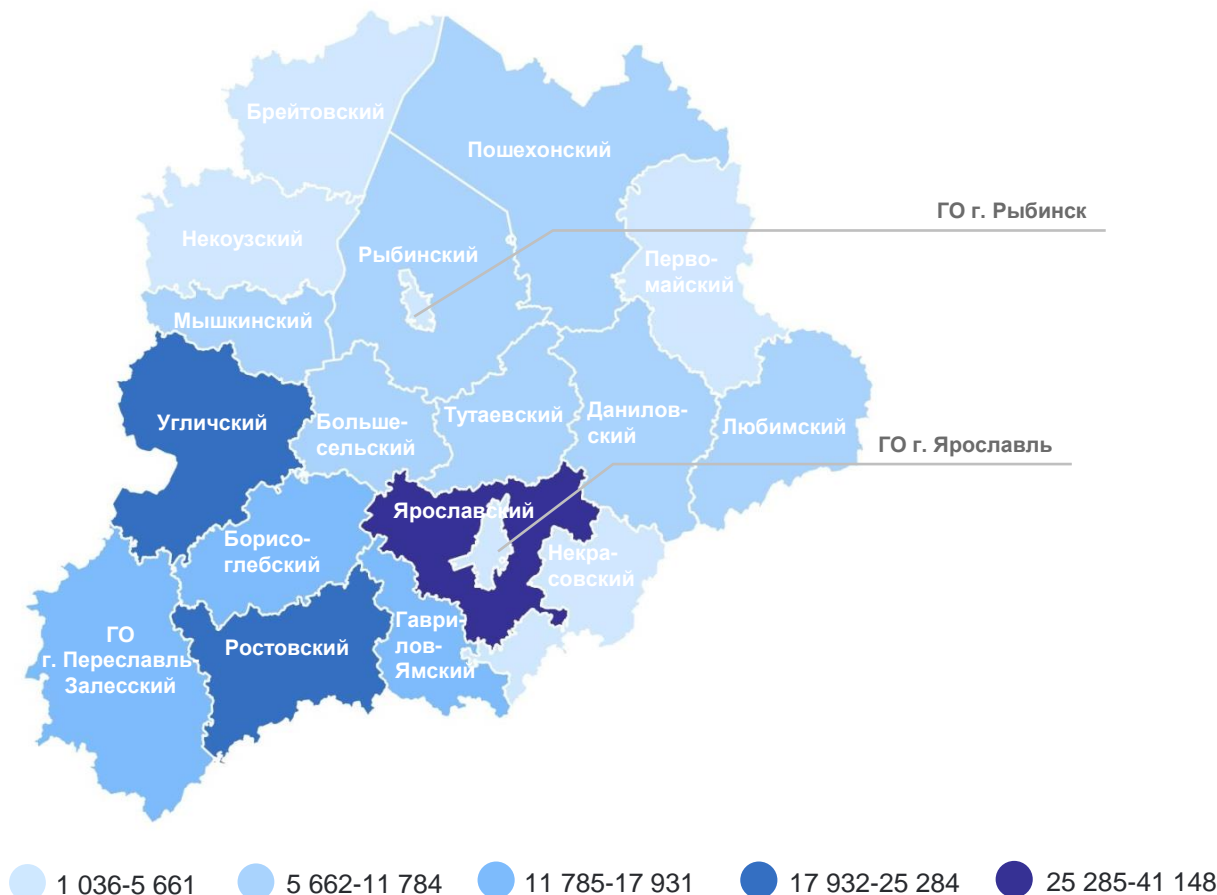 Брейтовский
Пошехонский
ГО г. Рыбинск
Некоузский
Рыбинский
Перво-
майский
Мышкинский
Угличский
Больше-
сельский
Тутаевский
Данилов-
ский
Любимский
ГО г. Ярославль
Ярославский
Борисо-
глебский
Некра-
совский
ГО
г. Переславль-
Залесский
Ростовский
Гаври-
лов-
Ямский
1 036-5 661
5 662-11 784
11 785-17 931
17 932-25 284
25 285-41 148